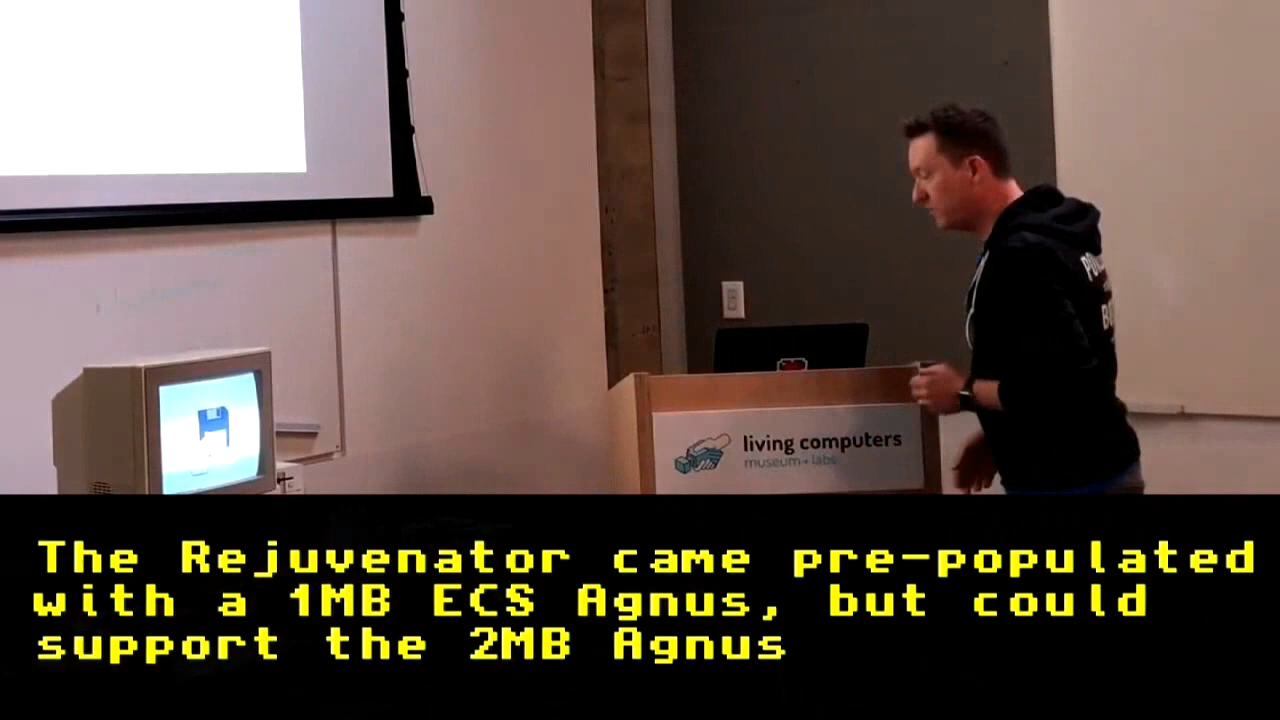 living computers
museum + labs
The Rejuvenator came pre-populated
with a 1MB ECS Agnus, but could
support the 2MB Agnus